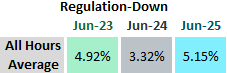 Regulation-Down
Jun-23 Jun-24 Jun-25
All Hours
Average 4.92% 3.32% 5.15%